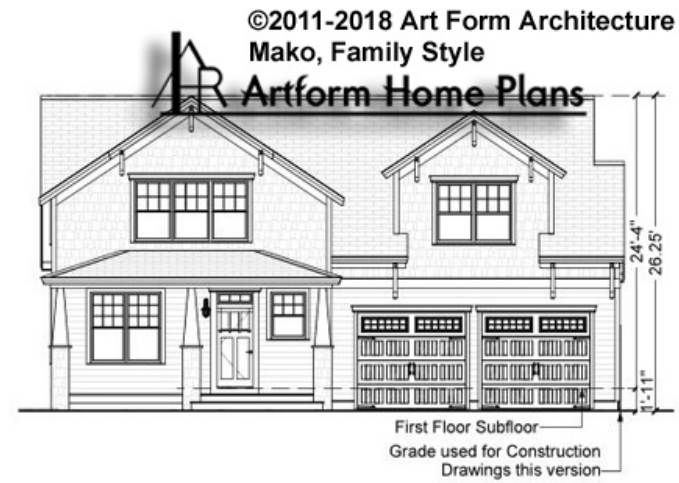 ©2011-2018 Art Form Architecture
Mako, Family Style
Artform Home Plans
24'-4"
26.25'
1'-11"
First Floor Subfloor
Grade used for Construction
Drawings this version